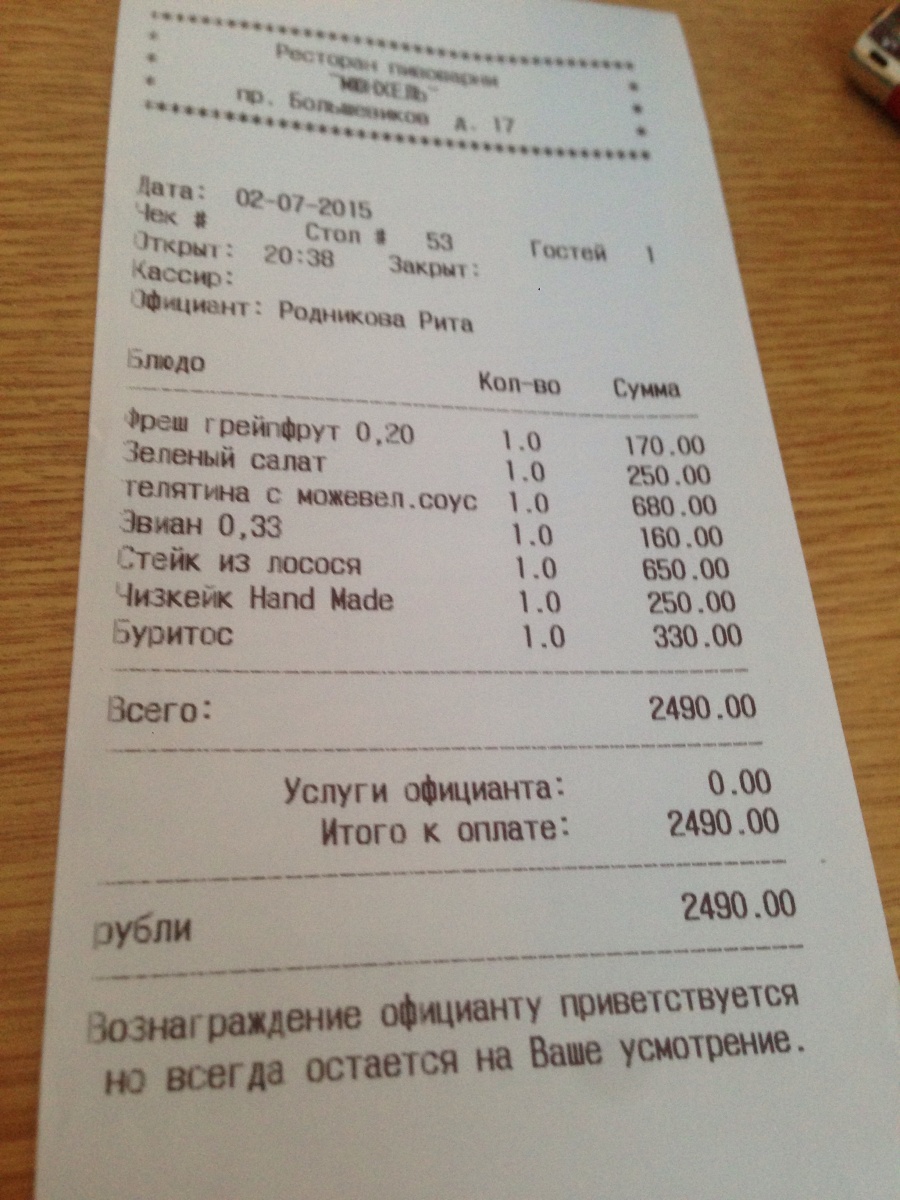 Ресторан пивоварни
"МЮНХЕЛЬ"
пр. Большевиков д. 17
Дата: 02-07-2015
Чек # Стол # 53 Гостей 1
Открыт: 20:38 Закрыт:
Кассир:
Официант: Родникова Рита
Блюдо Кол-во Сумма
Фреш грейпфрут 0,20 1.0 170.00
Зеленый салат 1.0 250.00
телятина с можевел.соус 1.0 680.00
Эвиан 0,33 1.0 160.00
Стейк из лосося 1.0 650.00
Чизкейк Hand Made 1.0 250.00
Буритос 1.0 330.00
Всего: 2490.00
Услуги официанта: 0.00
Итого к оплате: 2490.00
рубли 2490.00
Вознаграждение официанту приветствуется
но всегда остается на Ваше усмотрение.